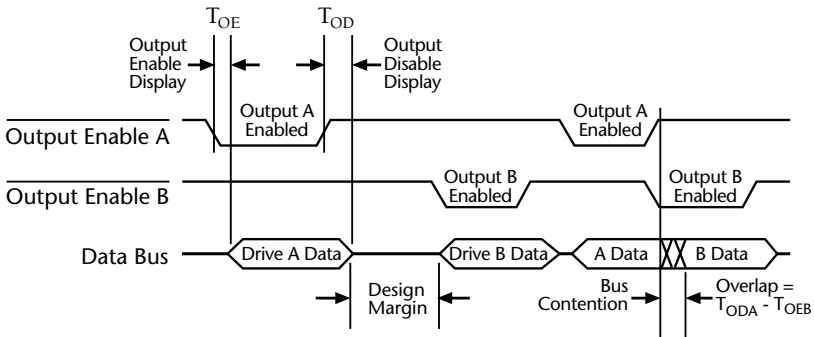 TOE
TOD
Output
Enable
Display
Output
Disable
Display
Output Enable A
Output A
Enabled
Output A
Enabled
Output Enable B
Output B
Enabled
Output B
Enabled
Data Bus
Drive A Data
Drive B Data
A Data
B Data
Design
Margin
Bus
Contention
Overlap =
TODA - TOEB